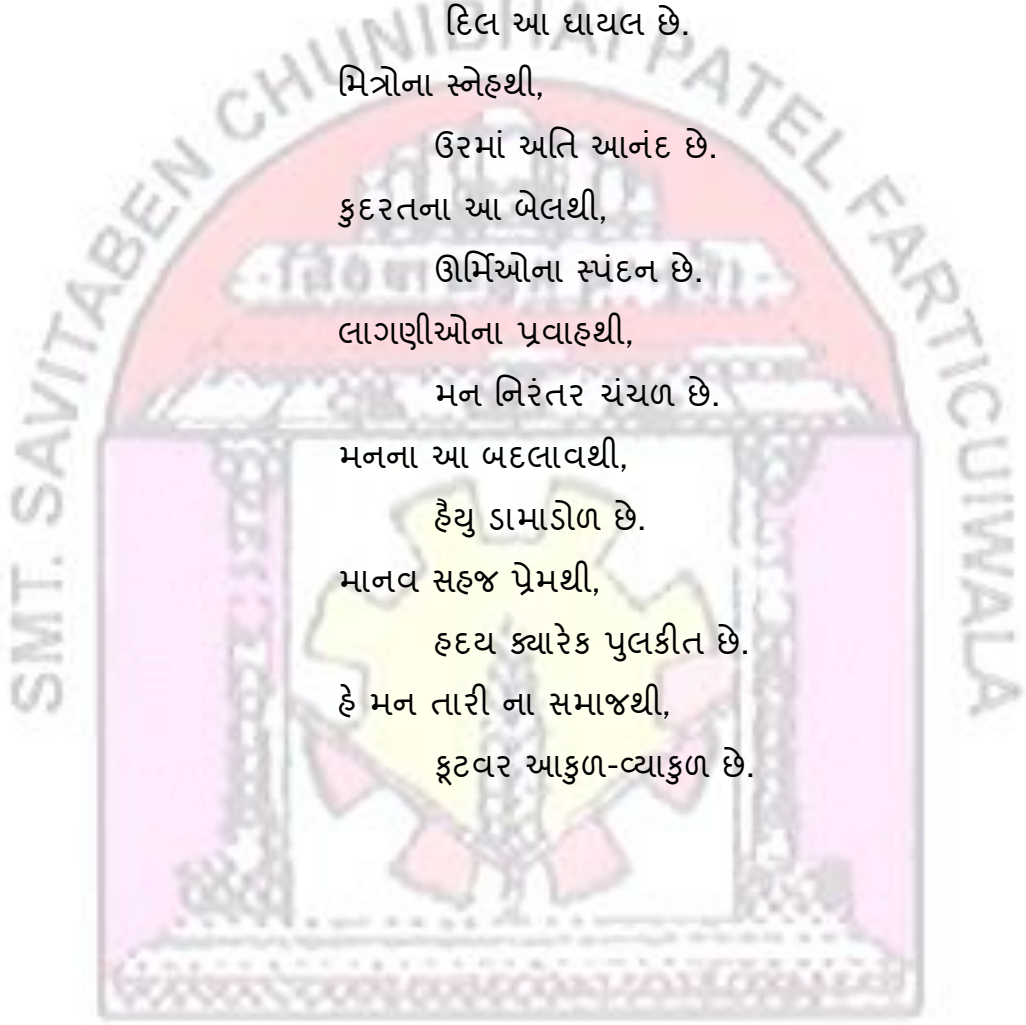 દિલ આ ઘાયલ છે.
મિત્રોના સ્નેહથી,
ઉરમાં અતિ આનંદ છે.
કુદરતના આ બેલથી,
ઊર્મિઓના સ્પંદન છે.
લાગણીઓના પ્રવાહથી,
મન નિરંતર ચંચળ છે.
મનના આ બદલાવથી,
હૈયુ ડામાડોળ છે.
માનવ સહજ પ્રેમથી,
હદય ક્યારેક પુલકીત છે.
હે મન તારી ના સમાજથી,
કૂટવર આકુળ-વ્યાકુળ છે.
SMT. SAVITABEN CHUNIBHAI PATEL FARTICUIWALA